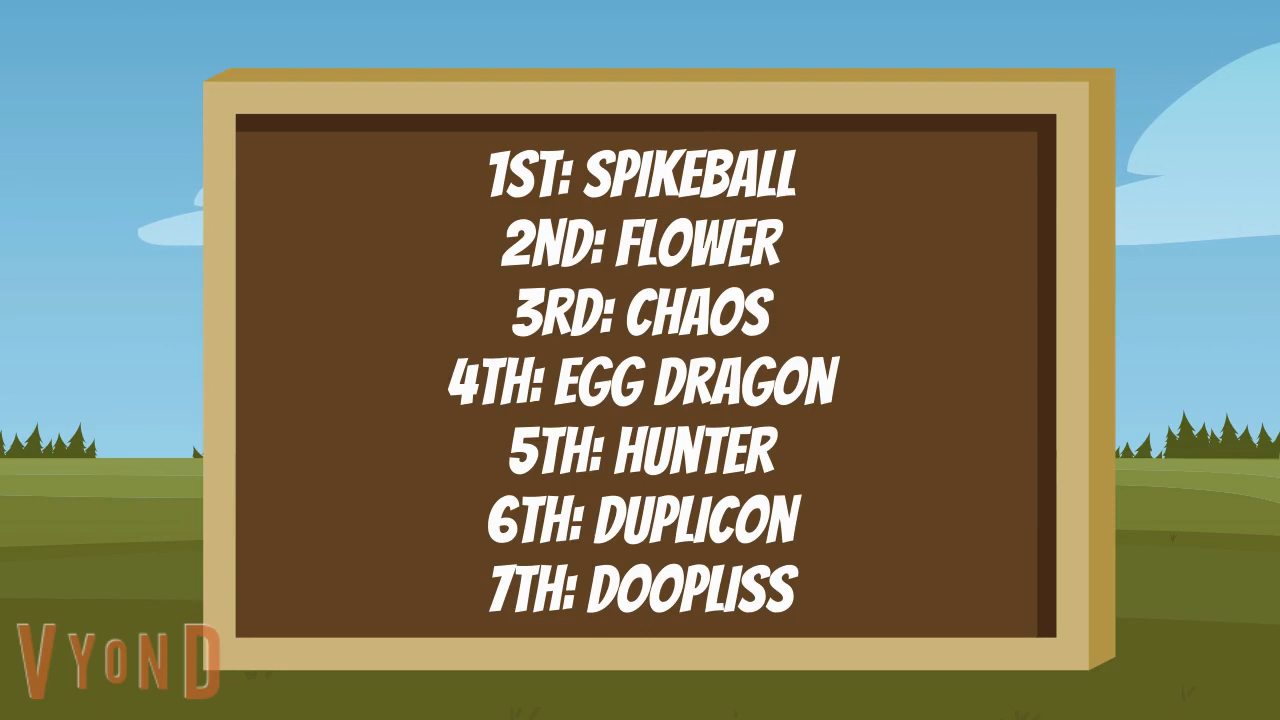 1ST: SPIKEBALL
2ND: FLOWER
3RD: CHAOS
4TH: EGG DRAGON
5TH: HUNTER
6TH: DUPLICON
7TH: DOOPLISS
VYOND